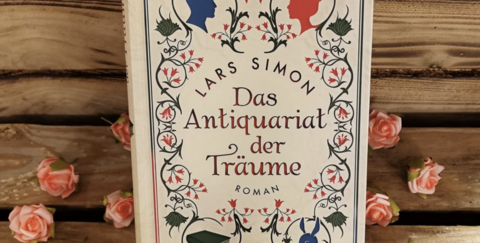 LARS SIMON
Das
Antiquariat
der
Träume
ROMAN